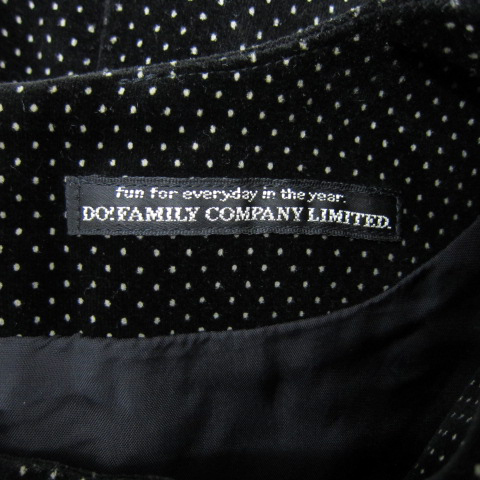 fun for everyday in the year.
DO!FAMILY COMPANY LIMITED.